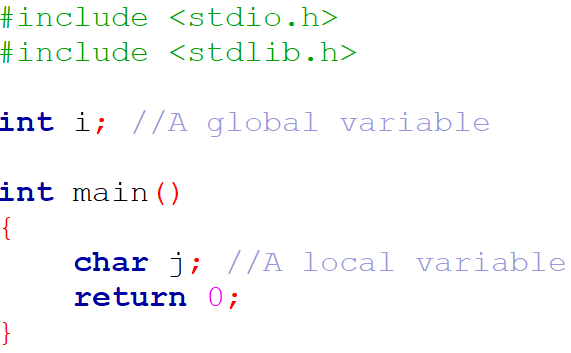 #include <stdio.h>
#include <stdlib.h>
int i; //A global variable
int main()
{
char j; //A local variable
return 0;
}